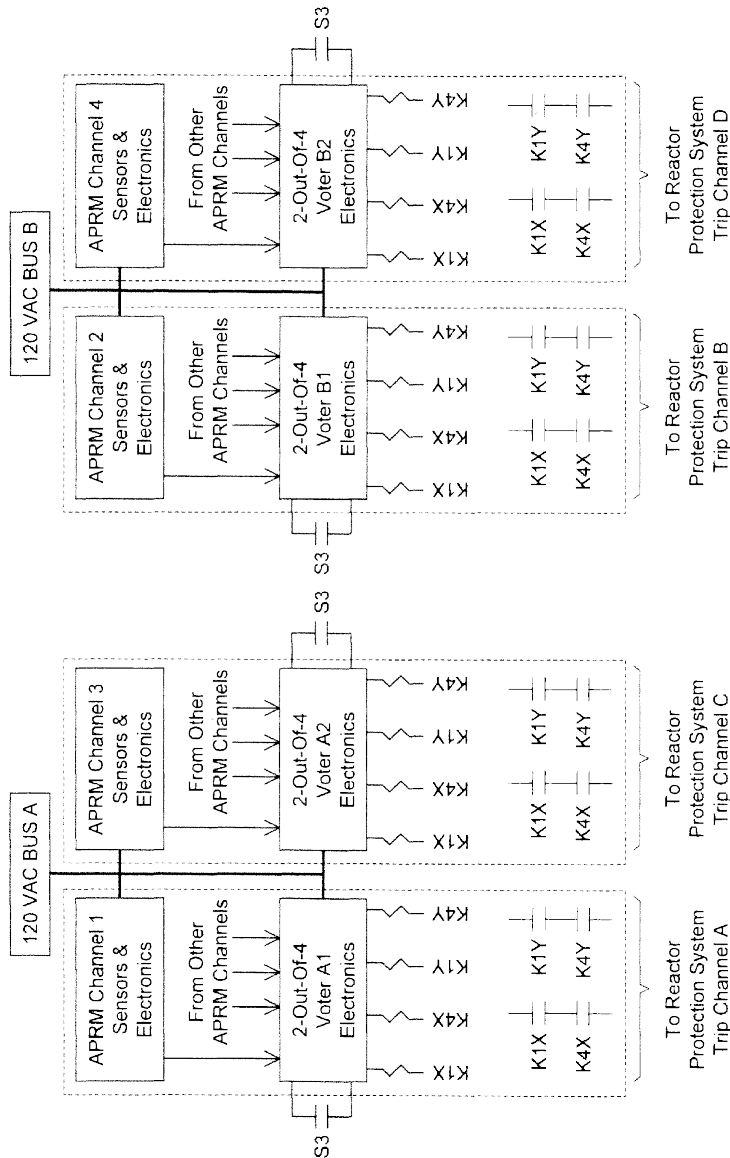 120 VAC BUS A
APRM Channel 1
Sensors &
Electronics
APRM Channel 3
Sensors &
Electronics
From Other
APRM Channels
From Other
APRM Channels
S3
2-Out-Of-4
Voter A1
Electronics
2-Out-Of-4
Voter A2
Electronics
S3
K1X
K4X
K1Y
K4Y
K1X
K4X
K1Y
K4Y
K1X
K1Y
K1X
K1Y
K4X
K4Y
K4X
K4Y
To Reactor
Protection System
Trip Channel A
To Reactor
Protection System
Trip Channel C
120 VAC BUS B
APRM Channel 2
Sensors &
Electronics
APRM Channel 4
Sensors &
Electronics
From Other
APRM Channels
From Other
APRM Channels
S3
2-Out-Of-4
Voter B1
Electronics
2-Out-Of-4
Voter B2
Electronics
S3
K1X
K4X
K1Y
K4Y
K1X
K4X
K1Y
K4Y
K1X
K1Y
K1X
K1Y
K4X
K4Y
K4X
K4Y
To Reactor
Protection System
Trip Channel B
To Reactor
Protection System
Trip Channel D